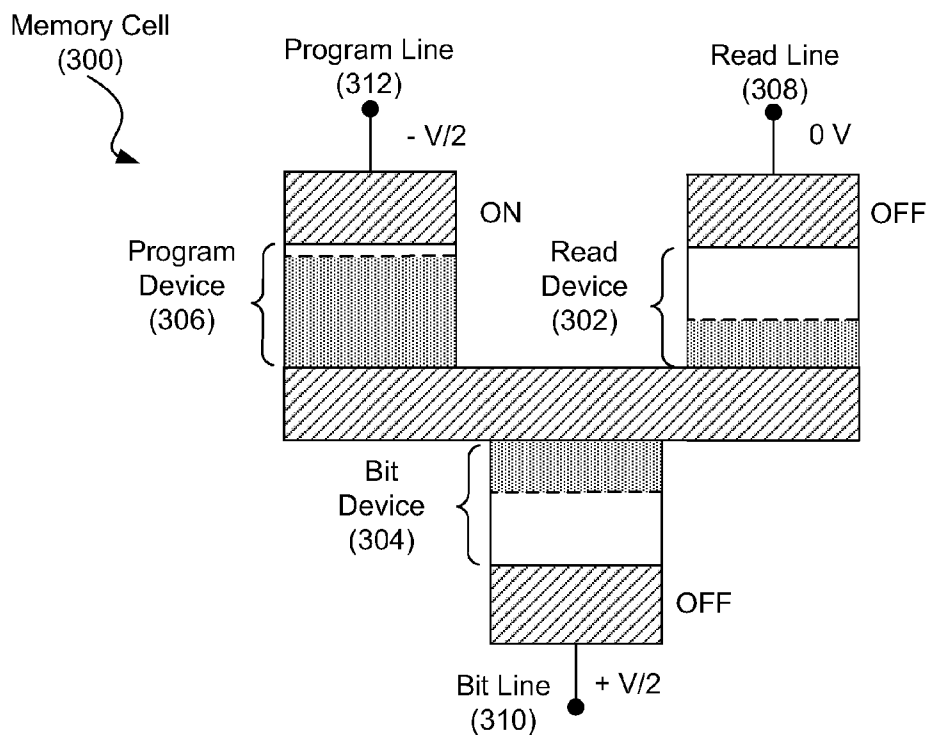 Memory Cell
(300)
Program Line
(312)
- V/2
Read Line
(308)
0 V
ON
OFF
Program
Device
(306)
Read
Device
(302)
Bit
Device
(304)
OFF
Bit Line
(310)
+ V/2